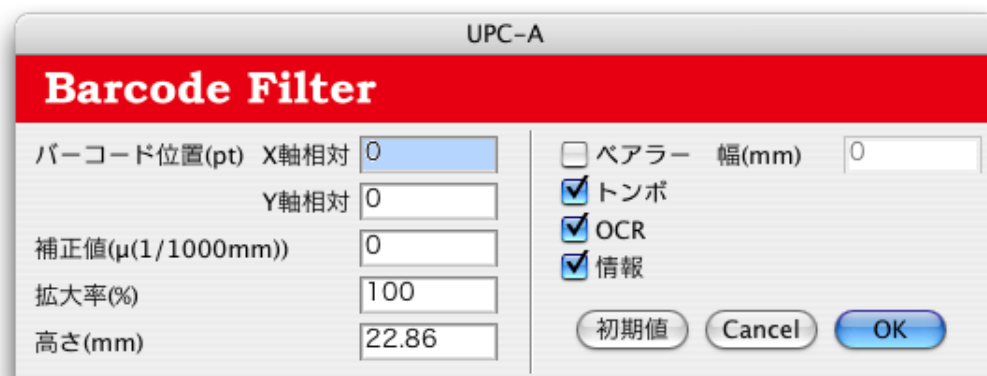 UPC-A
Barcode Filter
バーコード位置(pt) X軸相対 0
Y軸相対 0
補正値(μ(1/1000mm)) 0
拡大率(%) 100
高さ(mm) 22.86
ベアラー 幅(mm) 0
トンボ
OCR
情報
初期値 Cancel OK